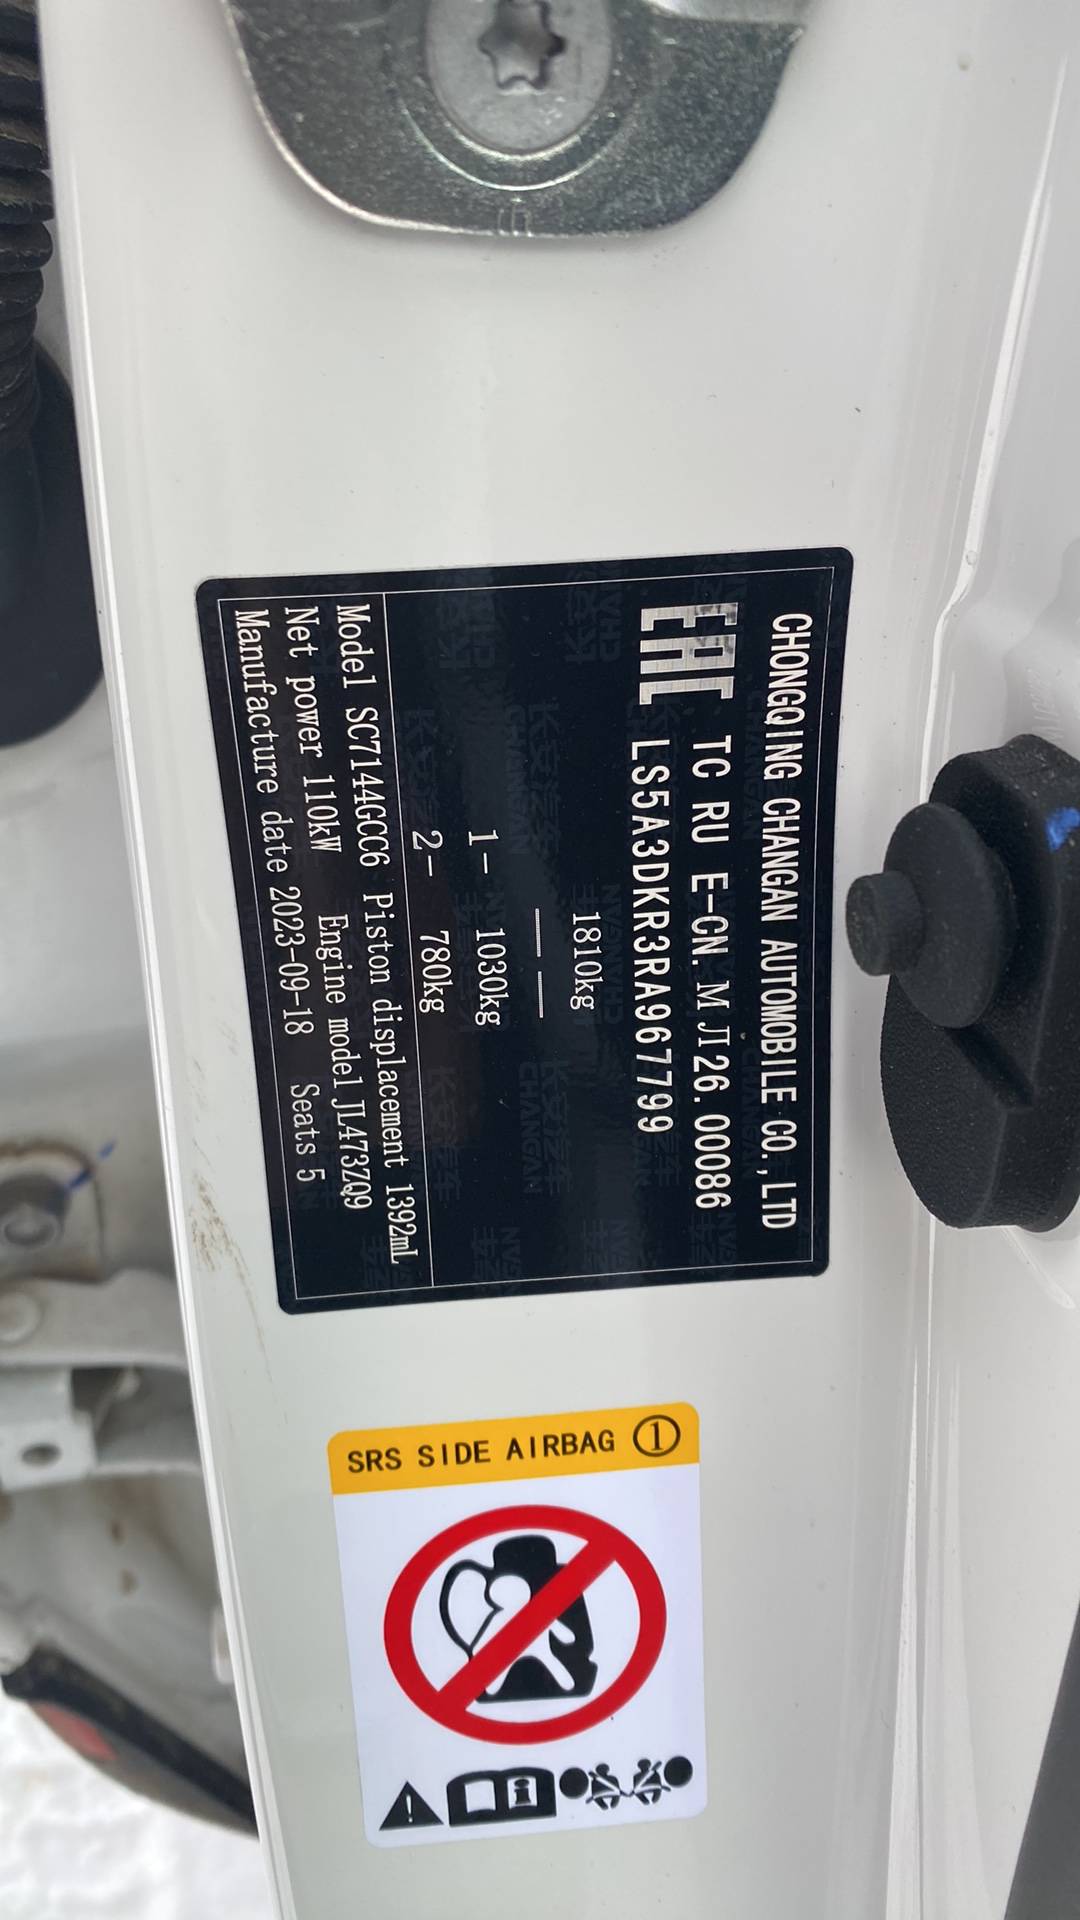 CHONGQING CHANGAN AUTOMOBILE CO.,LTD
EAC TC RU E-CN.МЛ26.00086
LS5A3DKR3RA967799
1810kg
— —
1- 1030kg
2- 780kg
Model SC7144GCC6 Piston displacement 1392mL
Net power 110kW Engine model JL473ZQ9
Manufacture date 2023-09-18 Seats 5
SRS SIDE AIRBAG ①